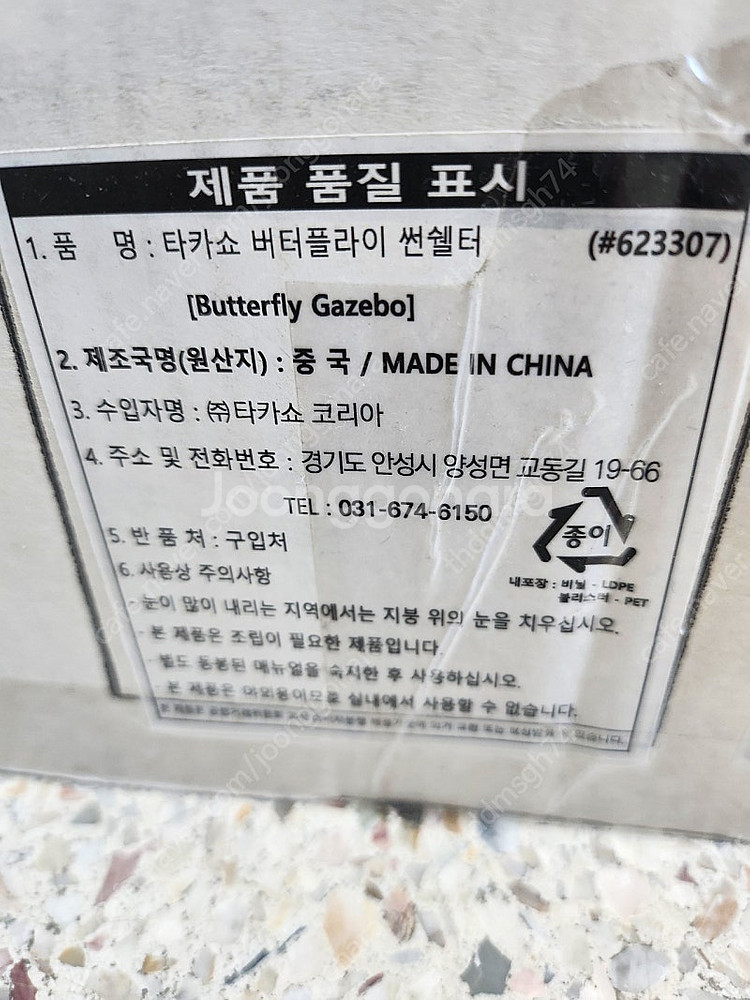 제품 품질 표시
1. 품 명 : 타카쇼 버터플라이 썬쉘터 (#623307)
[Butterfly Gazebo]
2. 제조국명(원산지) : 중 국 / MADE IN CHINA
3. 수입자명 : ㈜타카쇼 코리아
4. 주소 및 전화번호 : 경기도 안성시 양성면 교동길 19-66
TEL : 031-674-6150
5. 반 품 처 : 구입처
종이
내포장 : 비닐 - LDPE
블리스터 - PET
6. 사용상 주의사항
- 눈이 많이 내리는 지역에서는 지붕 위의 눈을 치우십시오.
- 본 제품은 조립이 필요한 제품입니다.
- 별도 동봉된 매뉴얼을 숙지한 후 사용하십시오.
- 본 제품은 야외용이므로 실내에서 사용할 수 없습니다.
Joonggonara